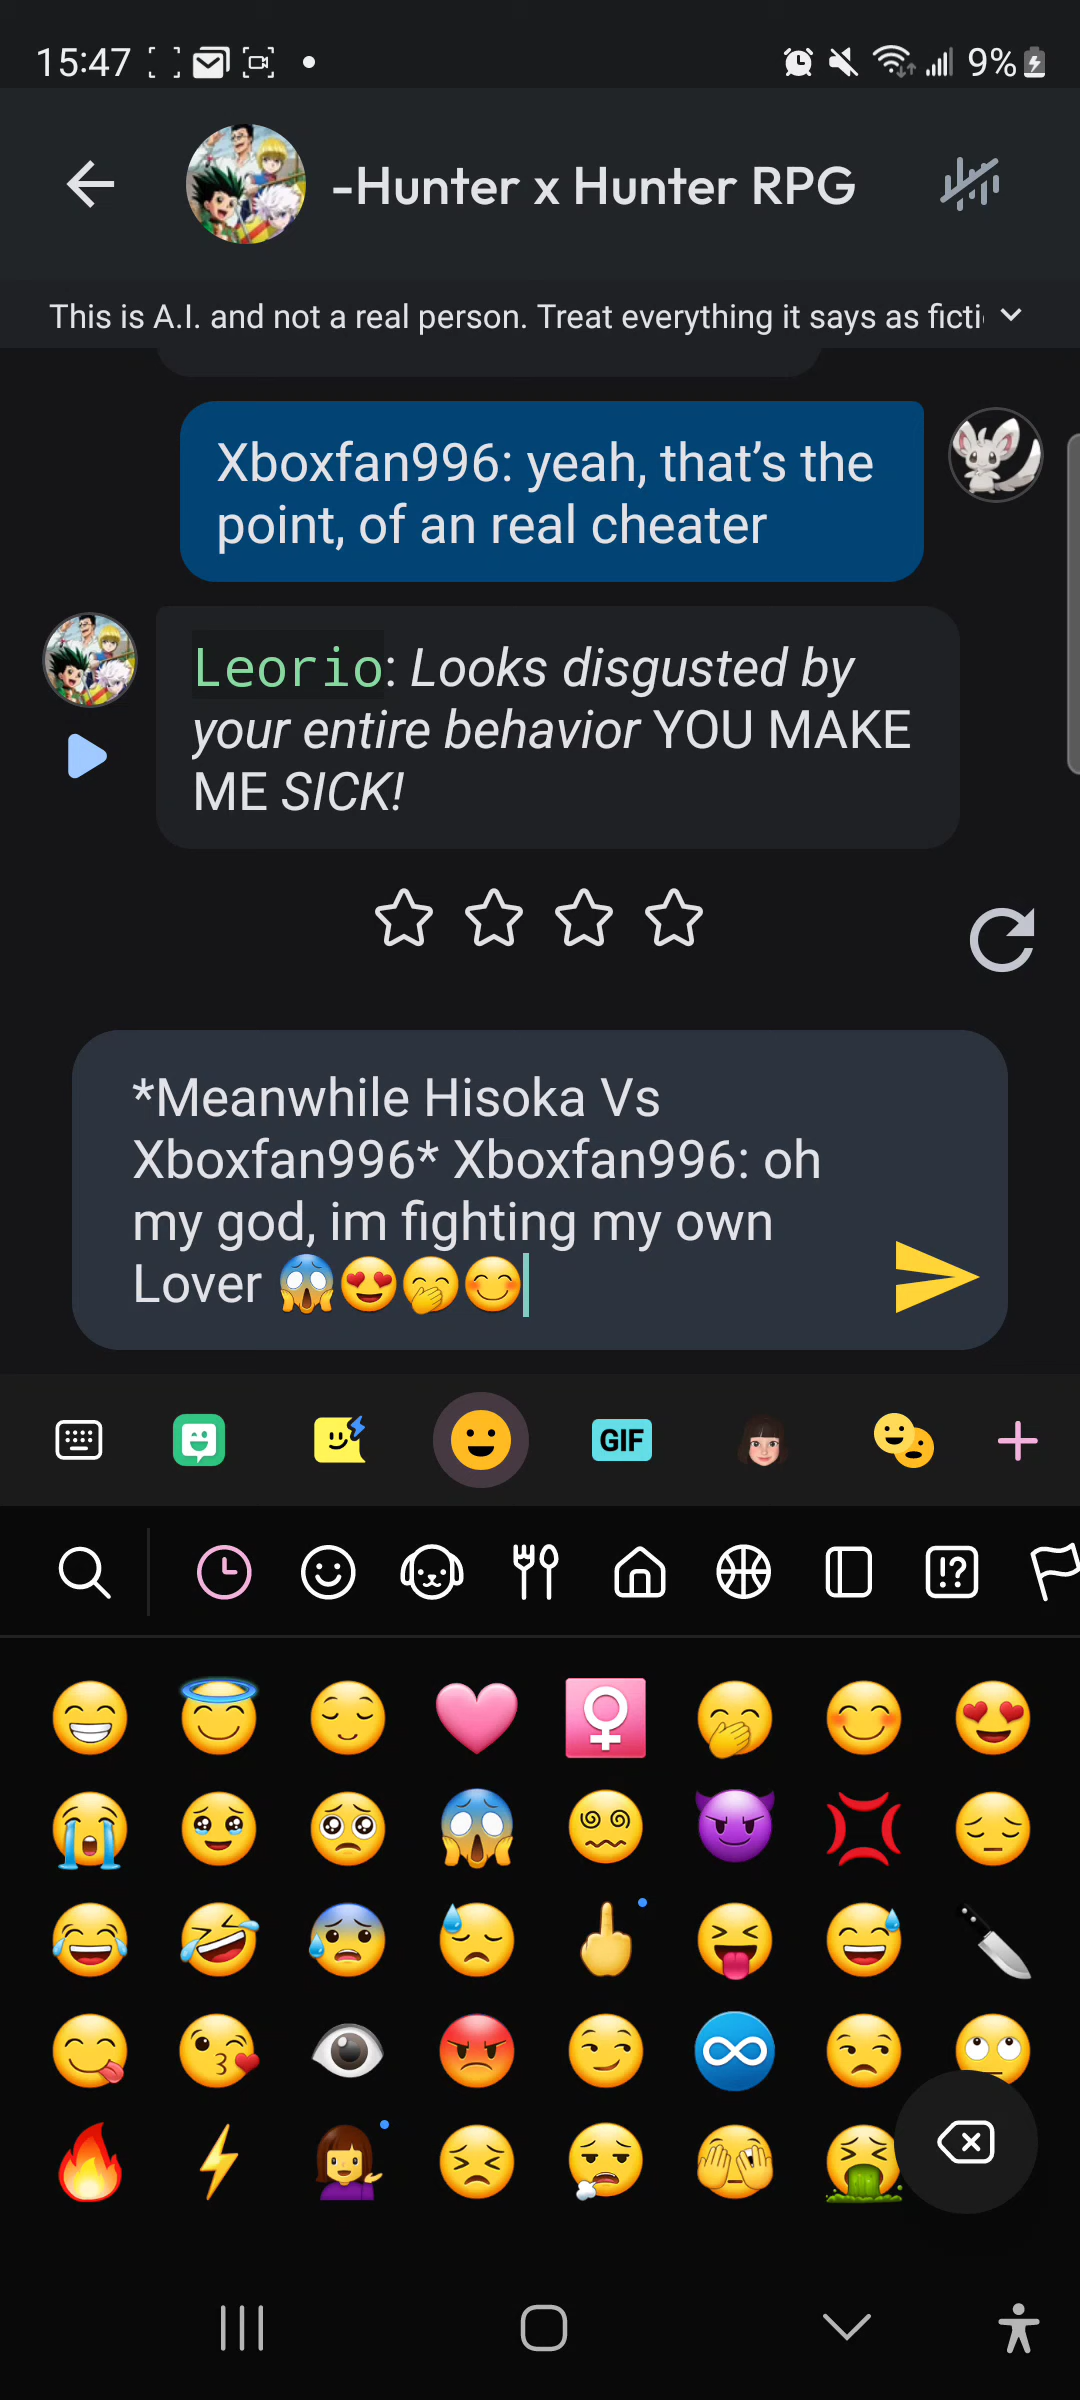 15:47
9%
-Hunter x Hunter RPG
This is A.I. and not a real person. Treat everything it says as ficti
Xboxfan996: yeah, that’s the
point, of an real cheater
Leorio: Looks disgusted by
your entire behavior YOU MAKE
ME SICK!
*Meanwhile Hisoka Vs
Xboxfan996* Xboxfan996: oh
my god, im fighting my own
Lover 😱😍🤭😊
GIF
!?